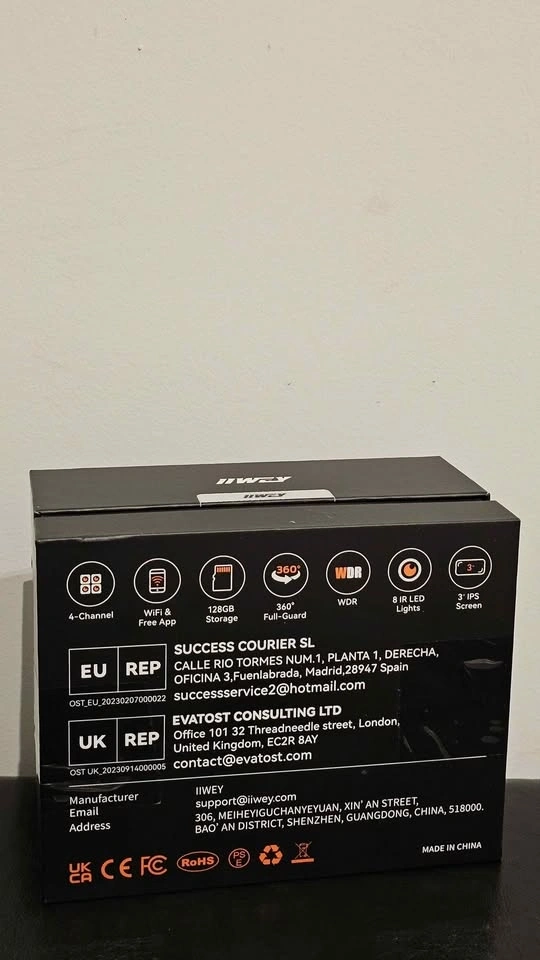 IIWEY
IIWEY
360°
WDR
3"
4-Channel
WiFi &
Free App
128GB
Storage
360°
Full-Guard
WDR
8 IR LED
Lights
3" IPS
Screen
EU REP
OST_EU_20230207000022
SUCCESS COURIER SL
CALLE RIO TORMES NUM.1, PLANTA 1, DERECHA,
OFICINA 3,Fuenlabrada, Madrid,28947 Spain
successservice2@hotmail.com
UK REP
OST UK_20230914000005
EVATOST CONSULTING LTD
Office 101 32 Threadneedle street, London,
United Kingdom, EC2R 8AY
contact@evatost.com
Manufacturer IIWEY
Email support@iiwey.com
Address 306, MEIHEYIGUCHANYEYUAN, XIN' AN STREET,
BAO' AN DISTRICT, SHENZHEN, GUANGDONG, CHINA, 518000.
UK
CA
CE
FC
RoHS
PS
E
MADE IN CHINA